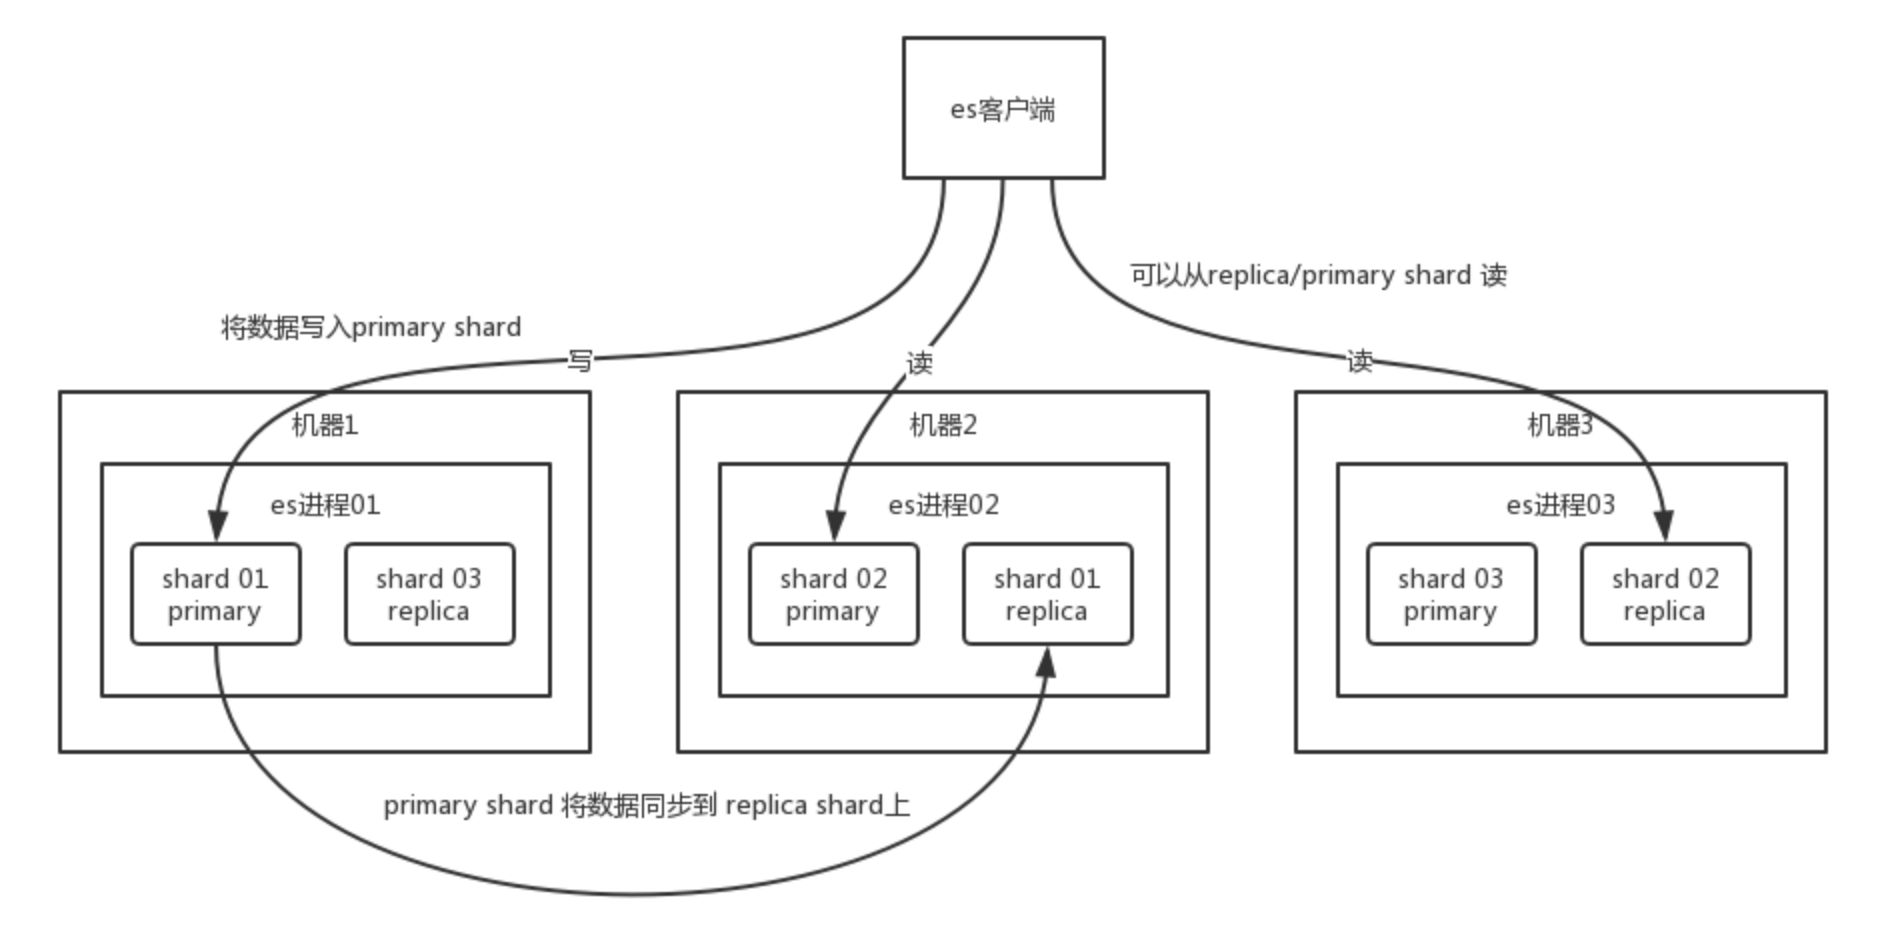 es客户端
可以从replica/primary shard 读
将数据写入primary shard
写
读
读
机器1
机器2
机器3
es进程01
es进程02
es进程03
shard 01
primary
shard 03
replica
shard 02
primary
shard 01
replica
shard 03
primary
shard 02
replica
primary shard 将数据同步到 replica shard上